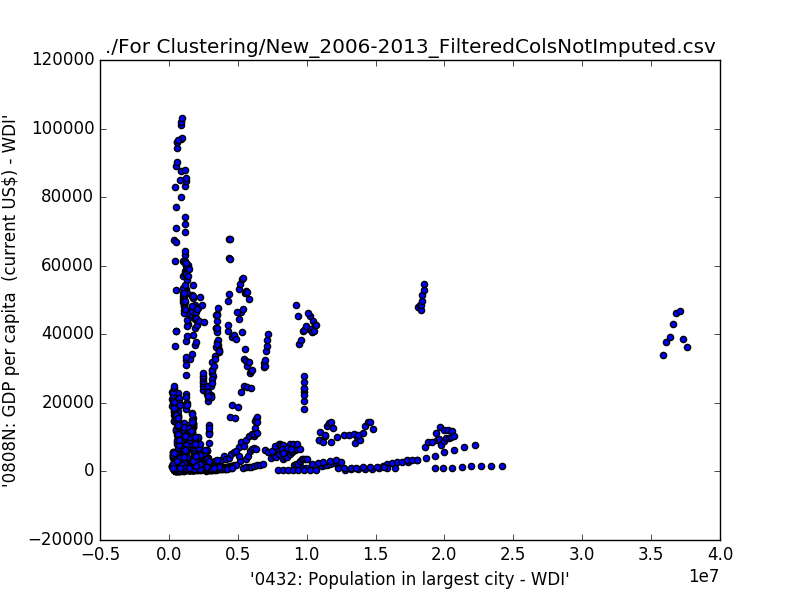 ./For Clustering/New_2006-2013_FilteredColsNotImputed.csv
120000
100000
80000
60000
40000
20000
0
−20000
'0808N: GDP per capita  (current US$) - WDI'
−0.5 0.0 0.5 1.0 1.5 2.0 2.5 3.0 3.5 4.0
1e7
'0432: Population in largest city - WDI'